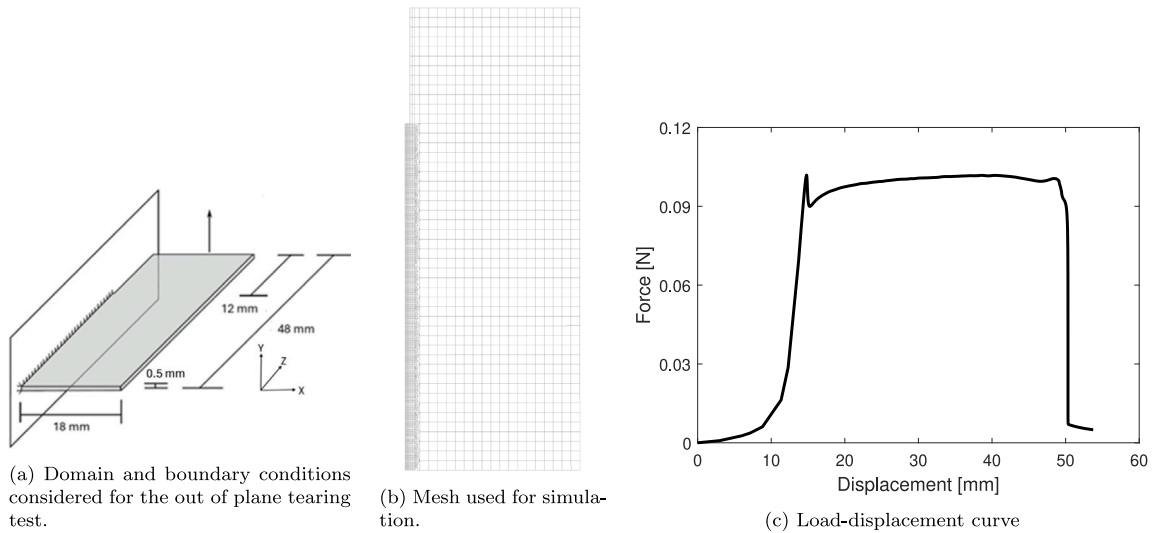 12 mm
48 mm
0.5 mm
18 mm
Y
Z
X
(a) Domain and boundary conditions
considered for the out of plane tearing
test.
(b) Mesh used for simula-
tion.
0.12
0.09
0.06
0.03
0
Force [N]
0 10 20 30 40 50 60
Displacement [mm]
(c) Load-displacement curve